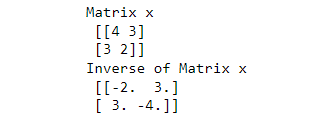 Matrix x
[[4 3]
[3 2]]
Inverse of Matrix x
[[-2.  3.]
[ 3. -4.]]